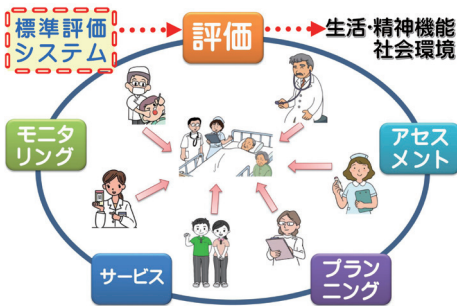 標準評価
システム
評価
生活・精神機能
社会環境
モニタ
リング
アセス
メント
サービス
プラン
ニング